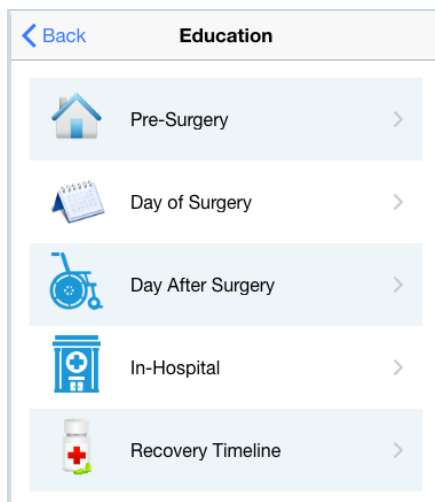 Back Education
Pre-Surgery
Day of Surgery
Day After Surgery
In-Hospital
Recovery Timeline